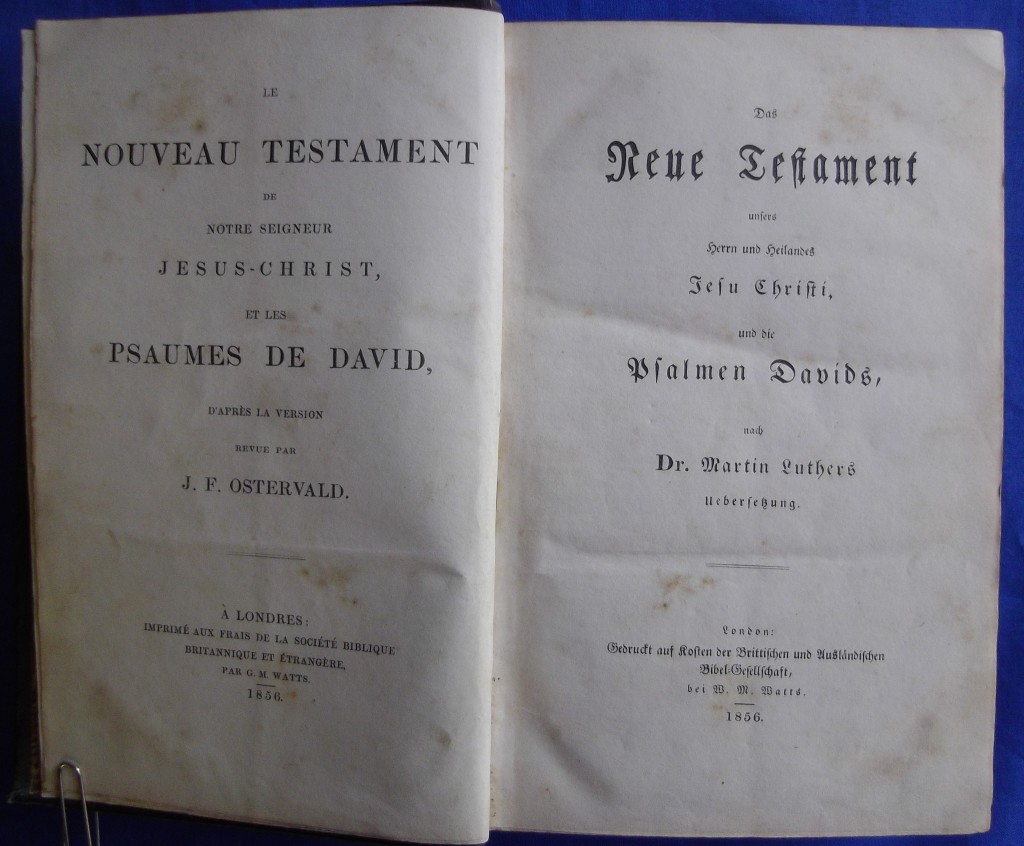 LE
NOUVEAU TESTAMENT
DE
NOTRE SEIGNEUR
JESUS-CHRIST,
ET LES
PSAUMES DE DAVID,
D'APRÈS LA VERSION
REVUE PAR
J. F. OSTERVALD.
À LONDRES:
IMPRIMÉ AUX FRAIS DE LA SOCIÉTÉ BIBLIQUE
BRITANNIQUE ET ÉTRANGÈRE,
PAR G. M. WATTS.
1856.
Das
Neue Testament
unsers
Herrn und Heilandes
Jesu Christi,
und die
Psalmen Davids,
nach
Dr. Martin Luthers
Uebersetzung.
London:
Gedruckt auf Kosten der Brittischen und Ausländischen
Bibel-Gesellschaft,
bei W. M. Watts.
1856.